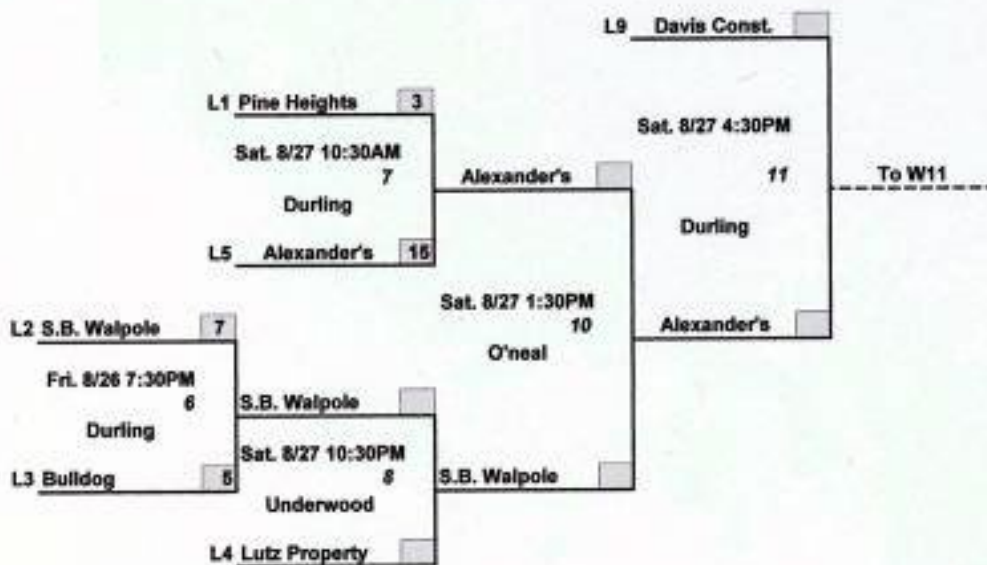 L9 Davis Const.
L1 Pine Heights 3
Sat. 8/27 10:30AM
7
Durling
L5 Alexander's 15
Alexander's
Sat. 8/27 4:30PM
11
Durling
To W11
L2 S.B. Walpole 7
Fri. 8/26 7:30PM
6
Durling
L3 Bulldog 5
S.B. Walpole
Sat. 8/27 10:30PM
8
Underwood
L4 Lutz Property
Sat. 8/27 1:30PM
10
O'neal
S.B. Walpole
Alexander's